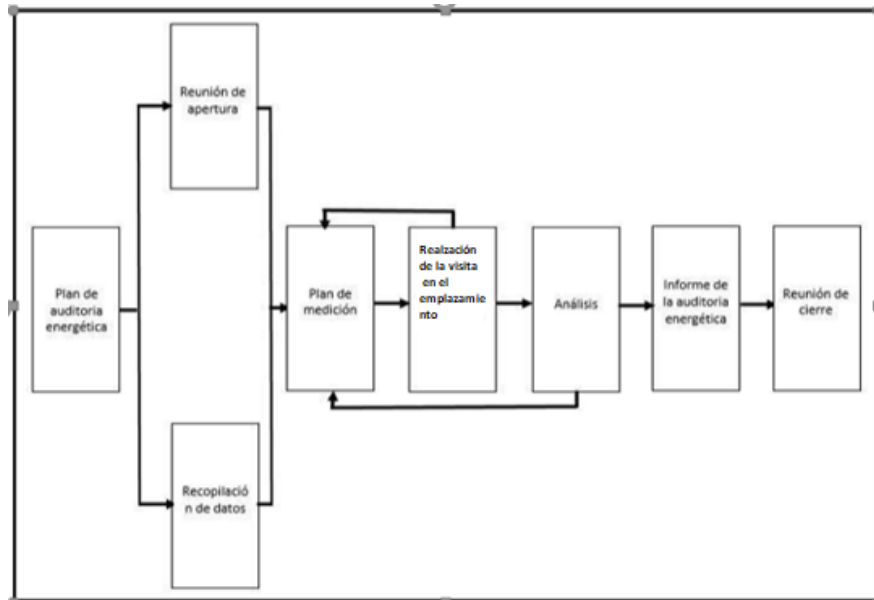 Plan de
auditoria
energética
Reunión de
apertura
Recopilació
n de datos
Plan de
medición
Realzación
de la visita
en el
emplazamie
nto
Análisis
Informe de
la auditoria
energética
Reunión de
cierre